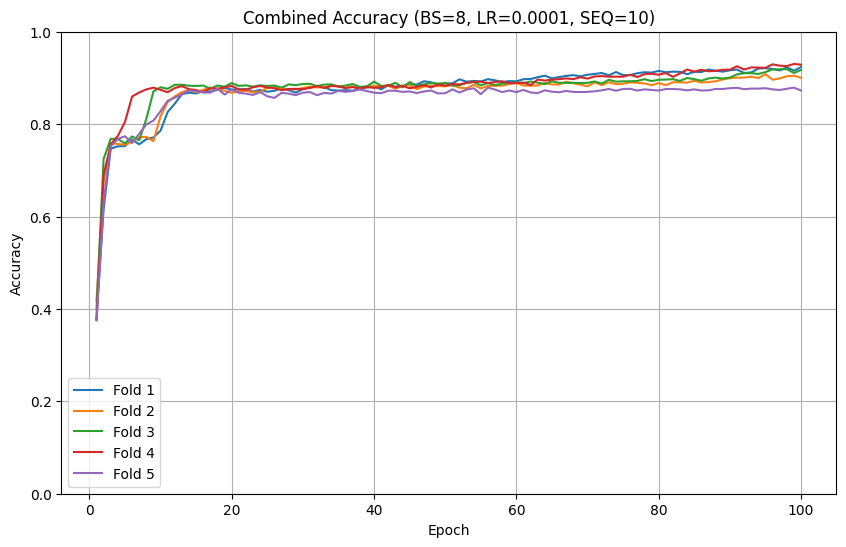 Combined Accuracy (BS=8, LR=0.0001, SEQ=10)
1.0
0.8
0.6
0.4
0.2
0.0
Accuracy
Fold 1
Fold 2
Fold 3
Fold 4
Fold 5
0 20 40 60 80 100
Epoch